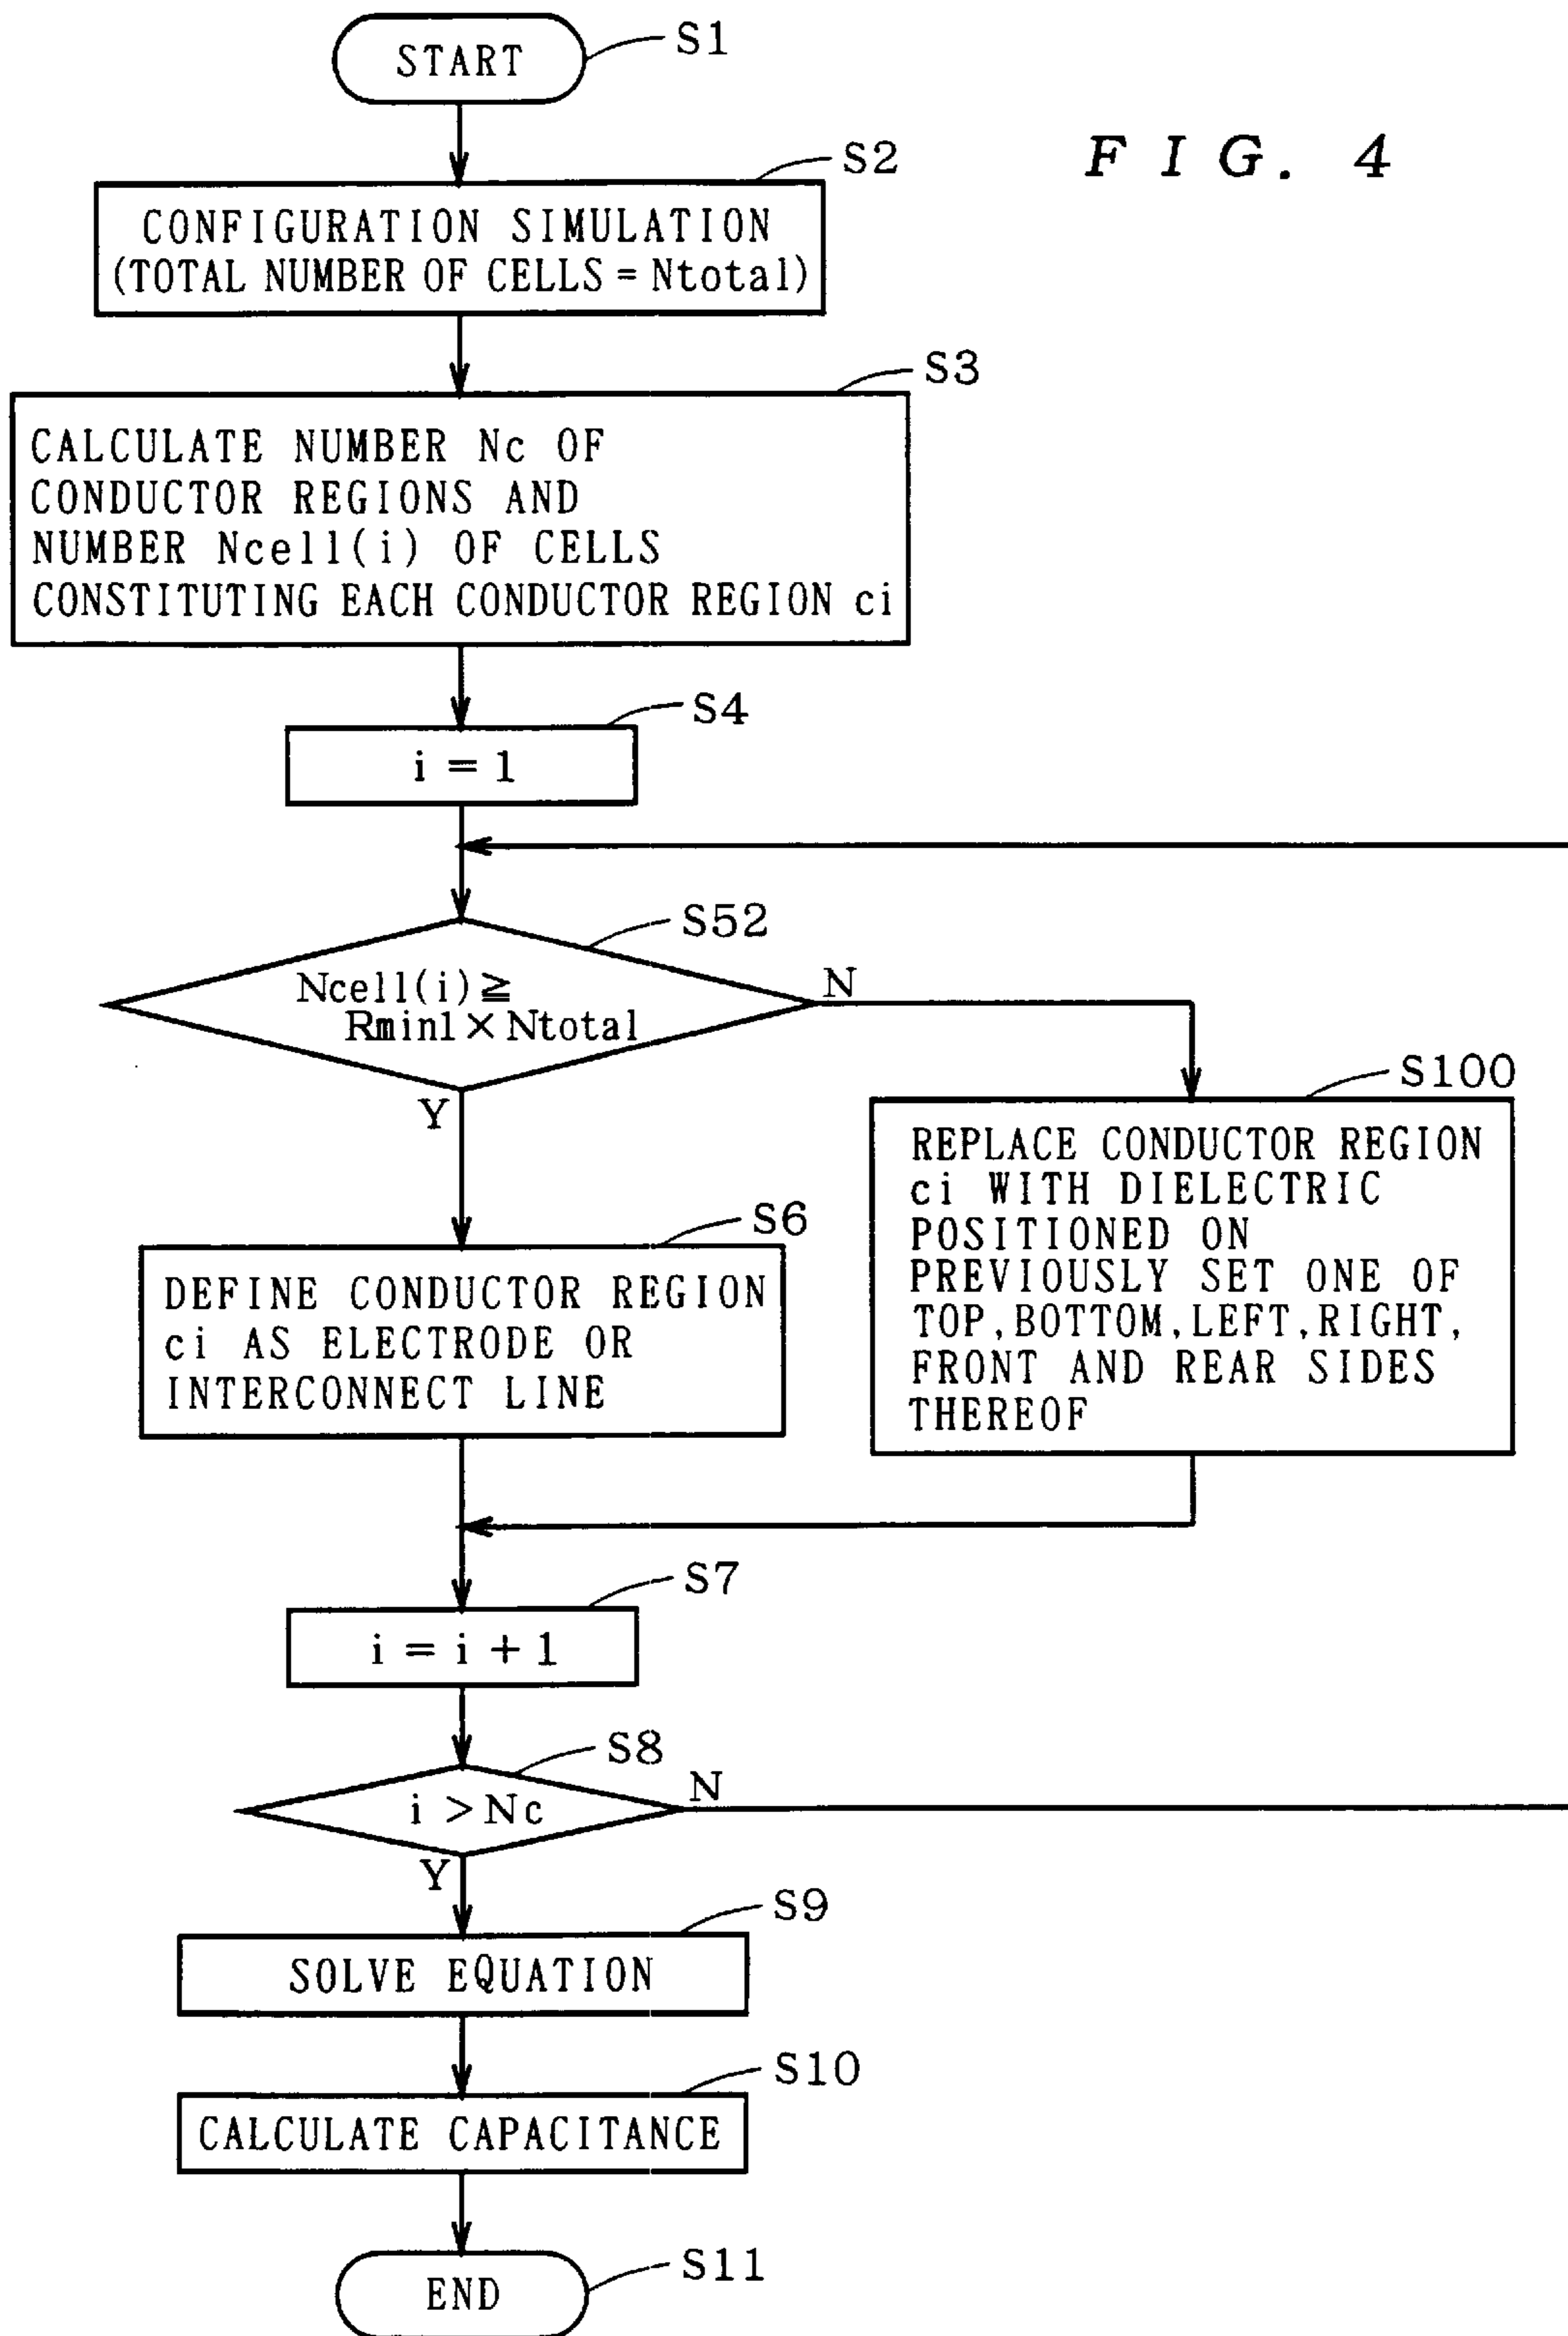 START
S1
F I G. 4
S2
CONFIGURATION SIMULATION
(TOTAL NUMBER OF CELLS = Ntotal)
S3
CALCULATE NUMBER Nc OF
CONDUCTOR REGIONS AND
NUMBER Ncell(i) OF CELLS
CONSTITUTING EACH CONDUCTOR REGION ci
S4
i = 1
S52
Ncell(i) ≧
Rmin1 × Ntotal
N
Y
S100
REPLACE CONDUCTOR REGION
ci WITH DIELECTRIC
POSITIONED ON
PREVIOUSLY SET ONE OF
TOP, BOTTOM, LEFT, RIGHT,
FRONT AND REAR SIDES
THEREOF
S6
DEFINE CONDUCTOR REGION
ci AS ELECTRODE OR
INTERCONNECT LINE
S7
i = i + 1
S8
i > Nc
N
Y
S9
SOLVE EQUATION
S10
CALCULATE CAPACITANCE
S11
END